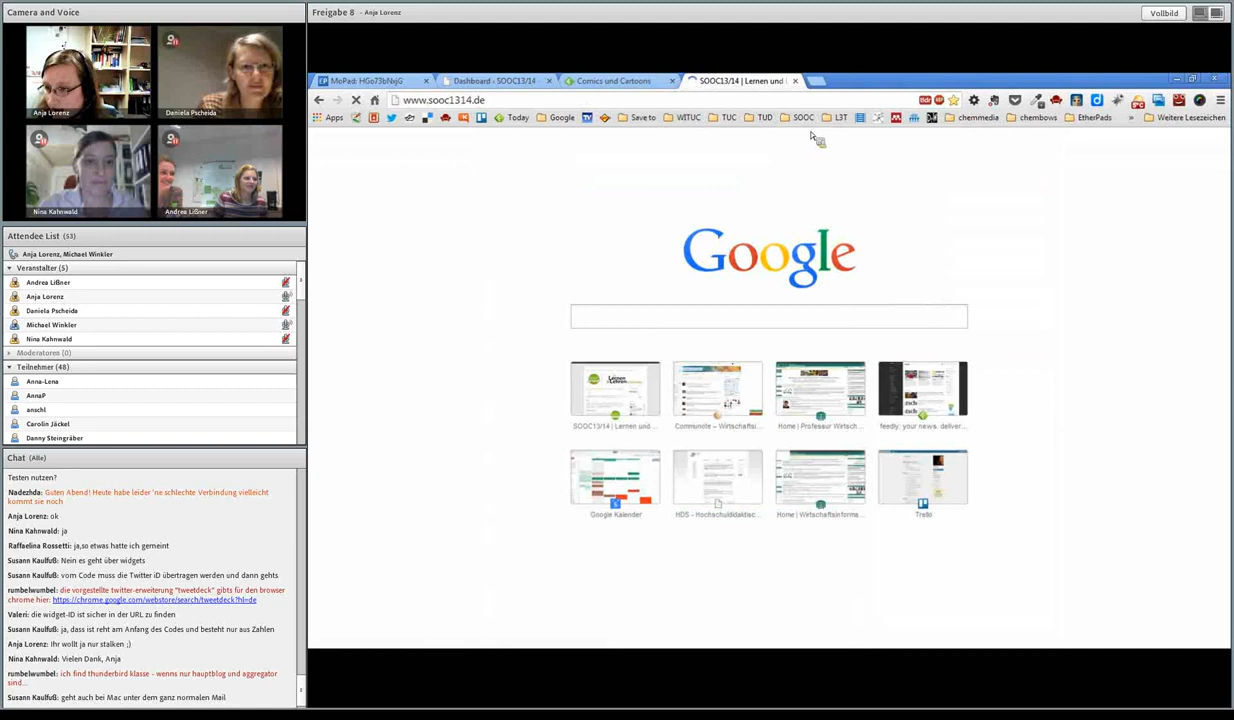 Camera and Voice
Anja Lorenz
Daniela Pscheida
Nina Kahnwald
Andrea Lißner
Attendee List (53)
Anja Lorenz, Michael Winkler
Veranstalter (5)
Andrea Lißner
Anja Lorenz
Daniela Pscheida
Michael Winkler
Nina Kahnwald
Moderatoren (0)
Teilnehmer (48)
Anna-Lena
AnnaP
anschl
Carolin Jäckel
Danny Steingräber
Chat (Alle)
Testen nutzen?
Nadezhda: Guten Abend! Heute habe leider 'ne schlechte Verbindung vielleicht
kommt sie noch
Anja Lorenz: ok
Nina Kahnwald: ja
Raffaelina Rossetti: ja,so etwas hatte ich gemeint
Susann Kaulfuß: Nein es geht über widgets
Susann Kaulfuß: vom Code muss die Twitter iD übertragen werden und dann gehts
rumbelwumbel: die vorgestellte twitter-erweiterung "tweetdeck" gibts für den browser
chrome hier: https://chrome.google.com/webstore/search/tweetdeck?hl=de
Valeri: die widget-ID ist sicher in der URL zu finden
Susann Kaulfuß: ja, dass ist reht am Anfang des Codes und besteht nur aus Zahlen
Anja Lorenz: Ihr wollt ja nur stalken ;)
Nina Kahnwald: Vielen Dank, Anja
rumbelwumbel: ich find thunderbird klasse - wenns nur hauptblog und aggregator
sind...
Susann Kaulfuß: geht auch bei Mac unter dem ganz normalen Mail
Freigabe 8 - Anja Lorenz
Vollbild
MoPad: HGo73bNxjG
Dashboard - SOOC13/14
Comics und Cartoons
SOOC13/14 | Lernen und
www.sooc1314.de
Apps
Today
Google
Save to
WITUC
TUC
TUD
SOOC
L3T
chemmedia
chembows
EtherPads
»
Weitere Lesezeichen
Google
SOOC13/14 | Lernen und...
Communote – Wirtschaftsi...
Home | Professur Wirtsch...
feedly: your news. deliver...
Google Kalender
HDS - Hochschuldidaktisc...
Home | Wirtschaftsinforma...
Trello